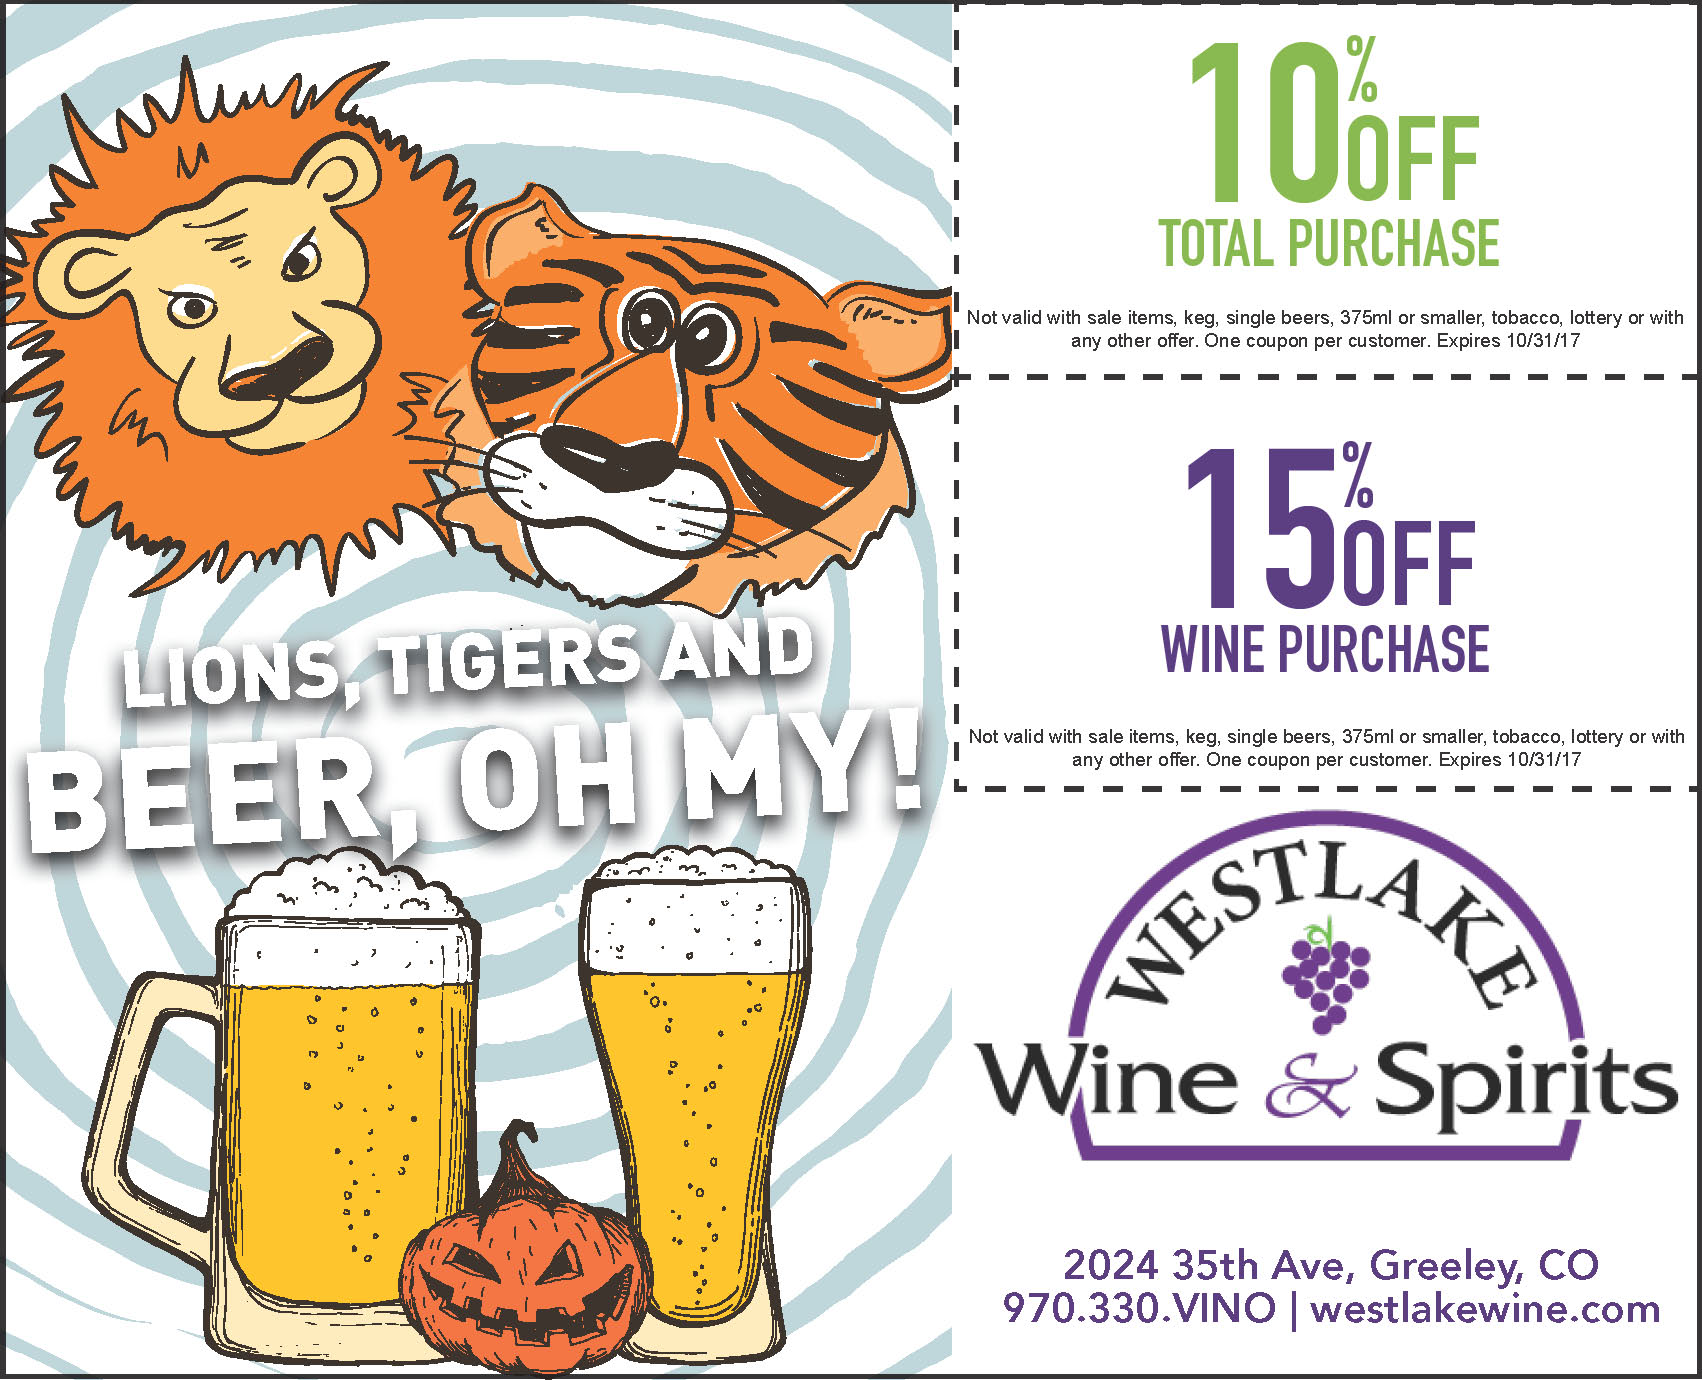 LIONS, TIGERS AND
BEER, OH MY!
10% OFF
TOTAL PURCHASE
Not valid with sale items, keg, single beers, 375ml or smaller, tobacco, lottery or with
any other offer. One coupon per customer. Expires 10/31/17
15% OFF
WINE PURCHASE
Not valid with sale items, keg, single beers, 375ml or smaller, tobacco, lottery or with
any other offer. One coupon per customer. Expires 10/31/17
WESTLAKE
Wine & Spirits
2024 35th Ave, Greeley, CO
970.330.VINO | westlakewine.com